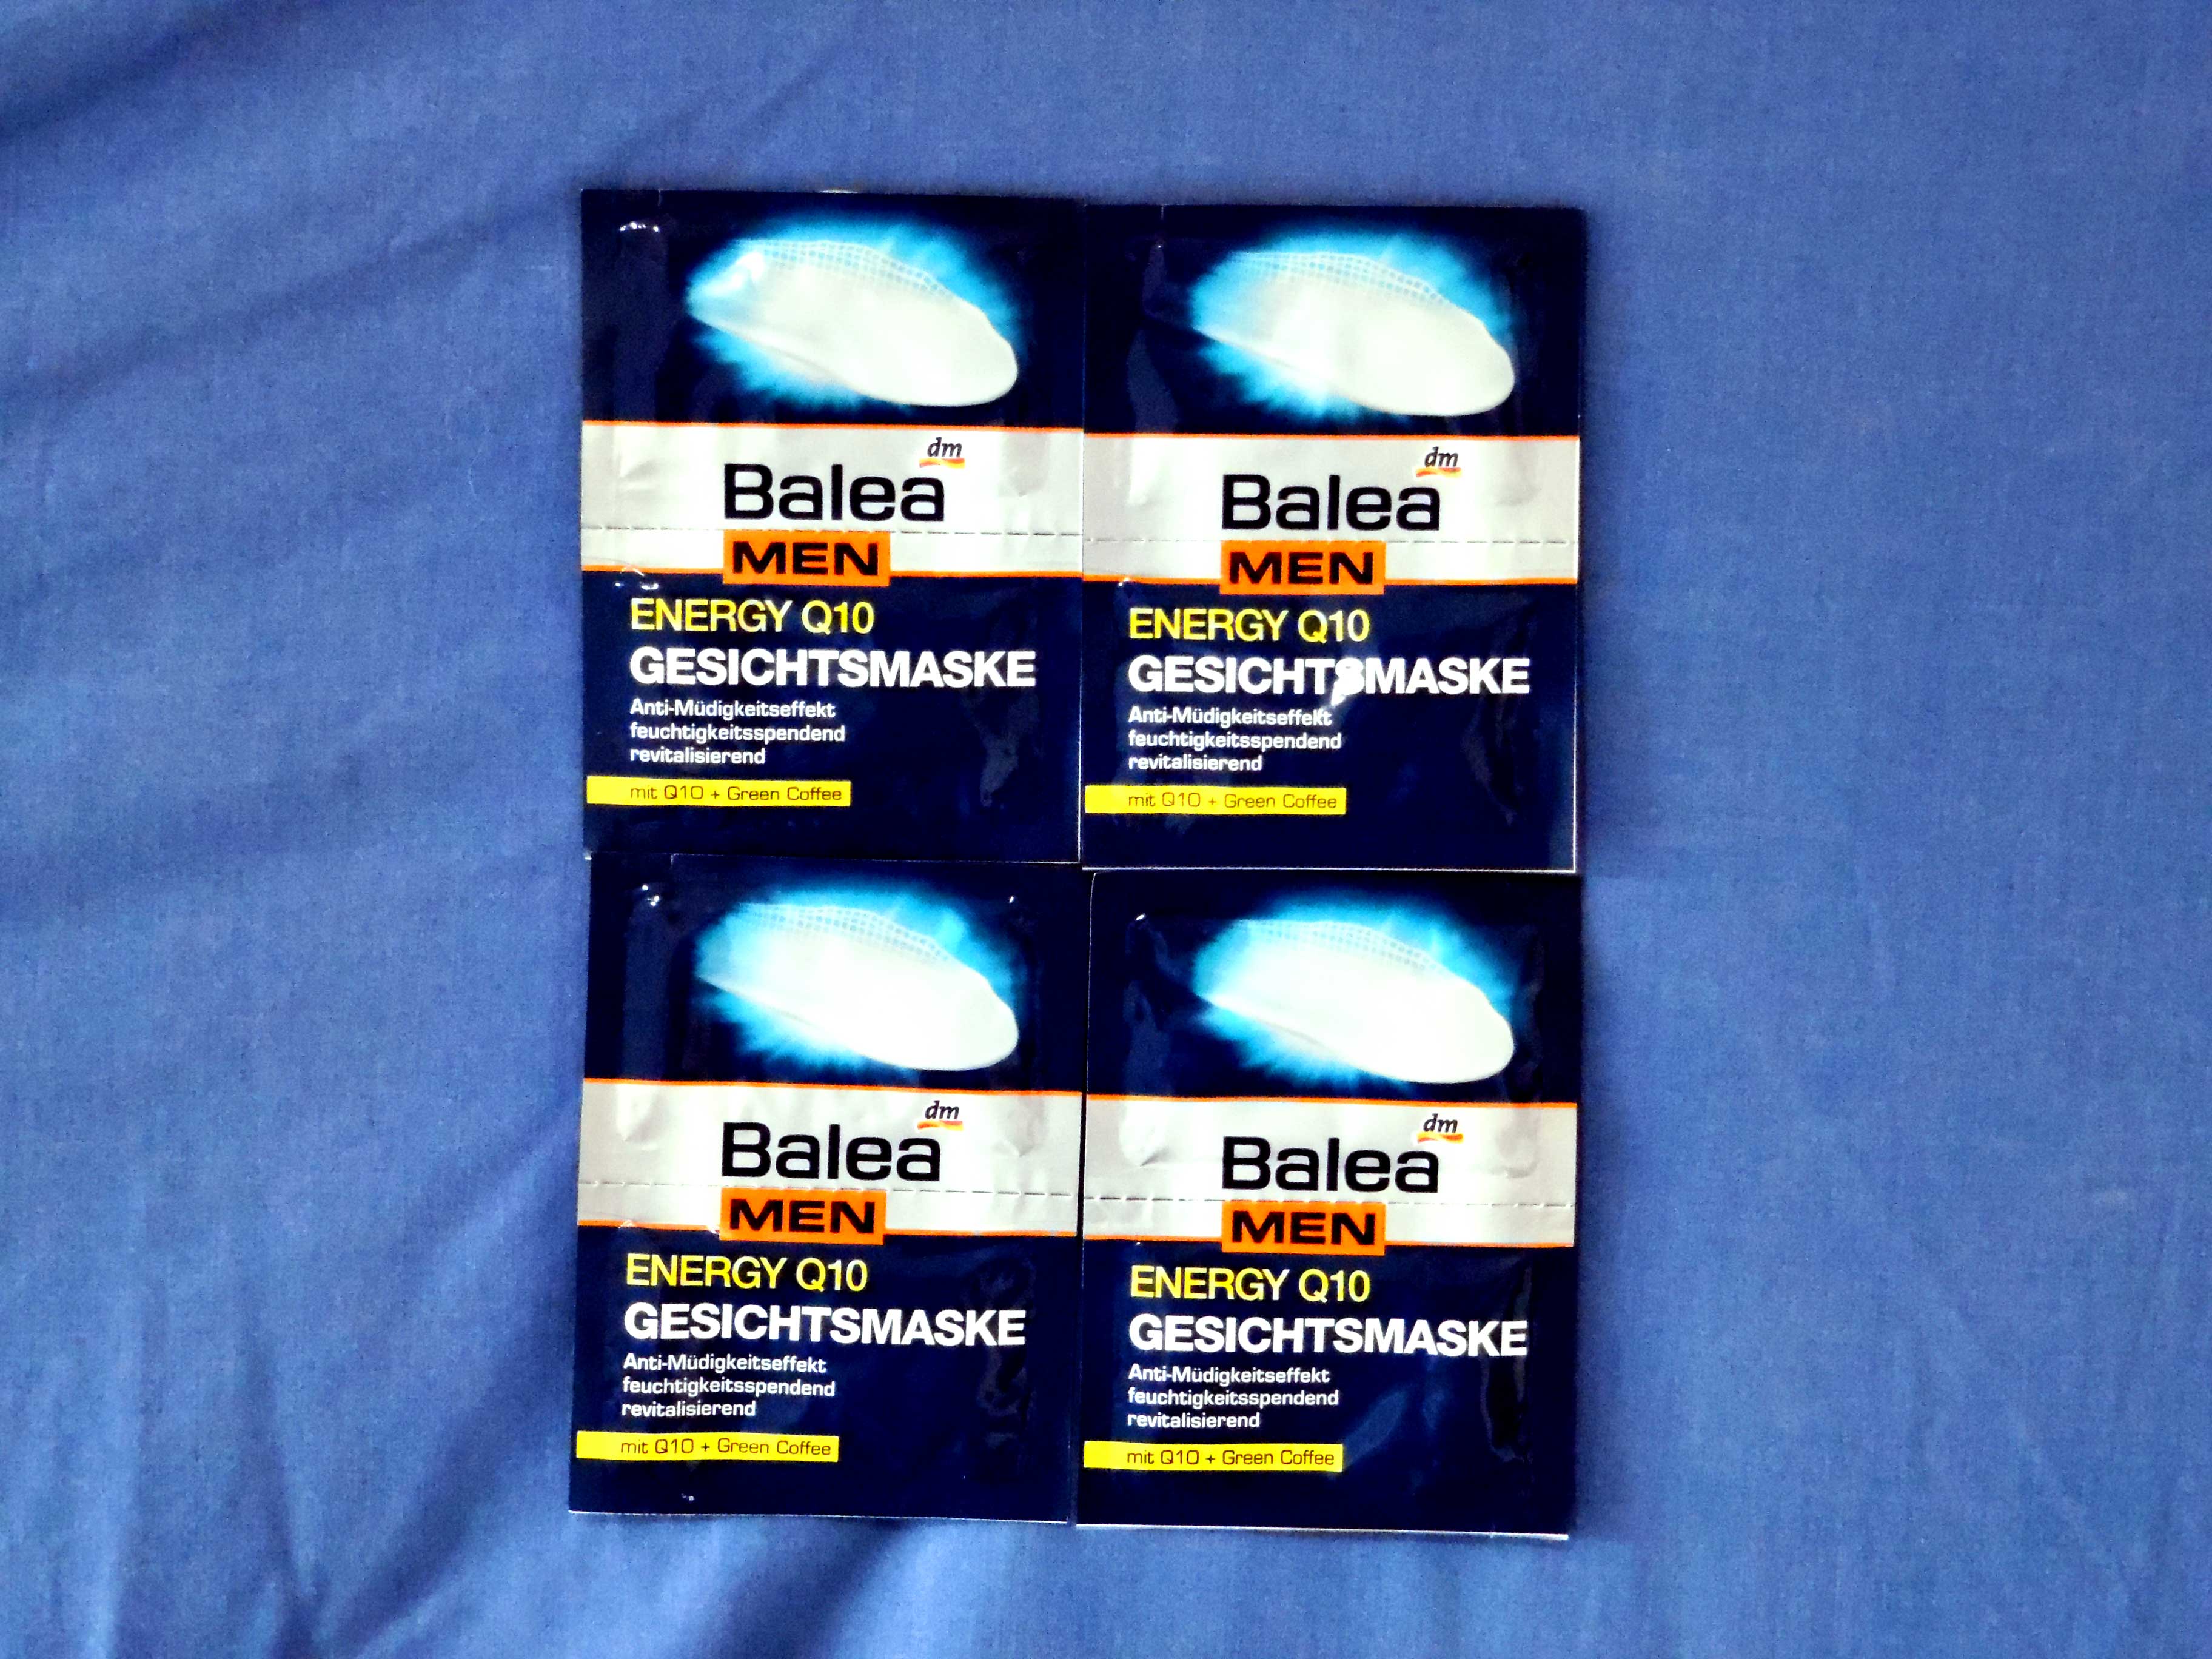 dm
Balea
MEN
ENERGY Q10
GESICHTSMASKE
Anti-Müdigkeitseffekt
feuchtigkeitsspendend
revitalisierend
mit Q10 + Green Coffee
dm
Balea
MEN
ENERGY Q10
GESICHTSMASKE
Anti-Müdigkeitseffekt
feuchtigkeitsspendend
revitalisierend
mit Q10 + Green Coffee
dm
Balea
MEN
ENERGY Q10
GESICHTSMASKE
Anti-Müdigkeitseffekt
feuchtigkeitsspendend
revitalisierend
mit Q10 + Green Coffee
dm
Balea
MEN
ENERGY Q10
GESICHTSMASKE
Anti-Müdigkeitseffekt
feuchtigkeitsspendend
revitalisierend
mit Q10 + Green Coffee